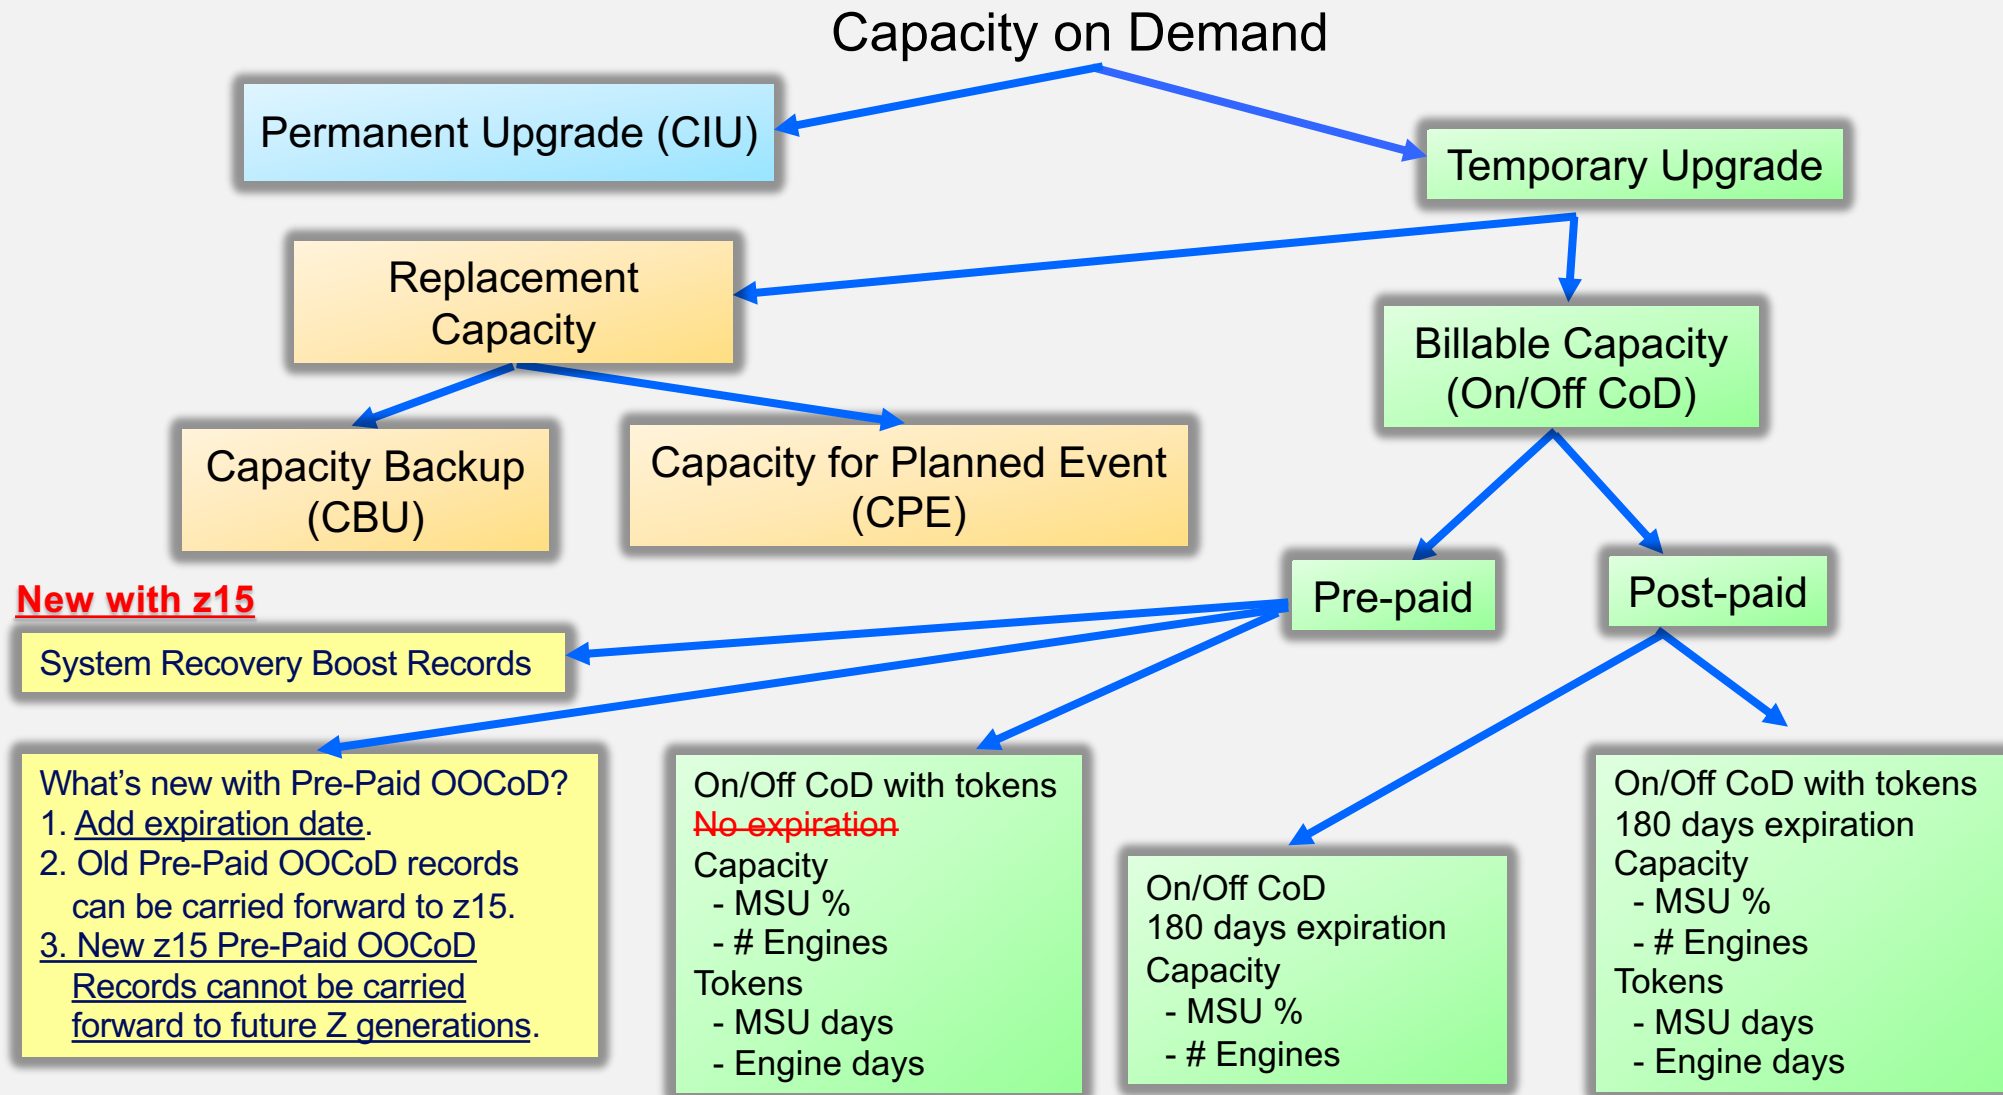 Capacity on Demand
Permanent Upgrade (CIU)
Temporary Upgrade
Replacement
Capacity
Billable Capacity
(On/Off CoD)
Capacity Backup
(CBU)
Capacity for Planned Event
(CPE)
Pre-paid
Post-paid
New with z15
System Recovery Boost Records
What’s new with Pre-Paid OOCoD?
1. Add expiration date.
2. Old Pre-Paid OOCoD records
can be carried forward to z15.
3. New z15 Pre-Paid OOCoD
Records cannot be carried
forward to future Z generations.
On/Off CoD with tokens
No expiration
Capacity
- MSU %
- # Engines
Tokens
- MSU days
- Engine days
On/Off CoD
180 days expiration
Capacity
- MSU %
- # Engines
On/Off CoD with tokens
180 days expiration
Capacity
- MSU %
- # Engines
Tokens
- MSU days
- Engine days